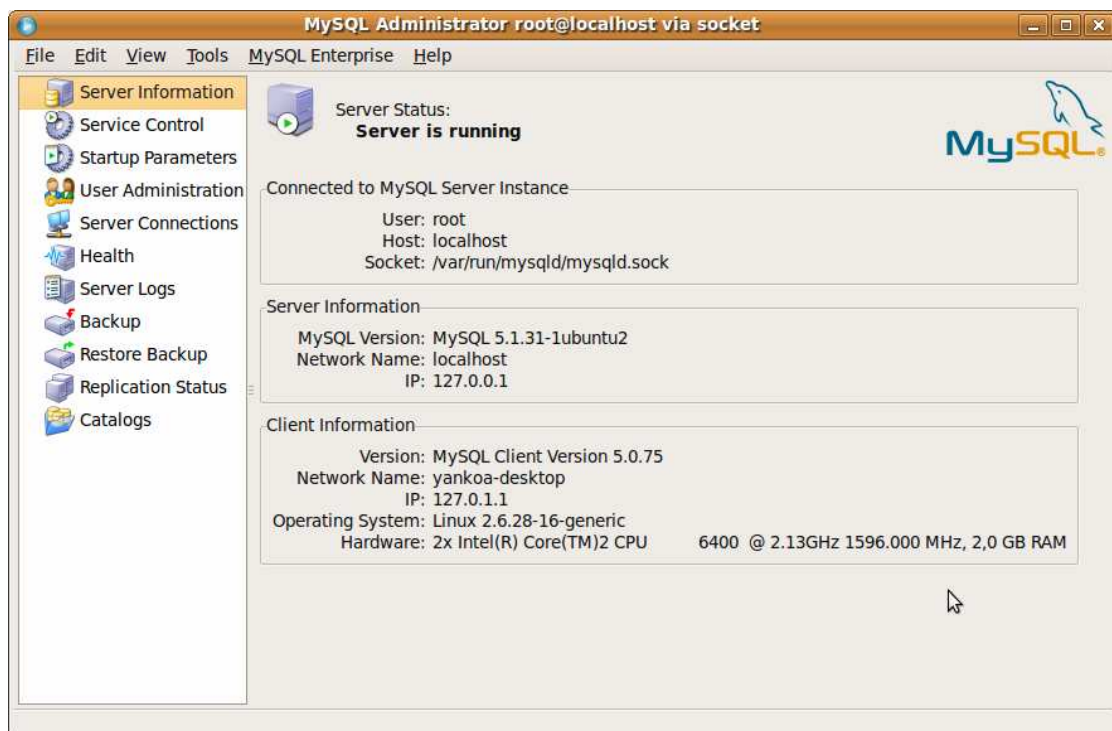 MySQL Administrator root@localhost via socket
File Edit View Tools MySQL Enterprise Help
Server Information
Service Control
Startup Parameters
User Administration
Server Connections
Health
Server Logs
Backup
Restore Backup
Replication Status
Catalogs
Server Status:
Server is running
MySQL®
Connected to MySQL Server Instance
User: root
Host: localhost
Socket: /var/run/mysqld/mysqld.sock
Server Information
MySQL Version: MySQL 5.1.31-1ubuntu2
Network Name: localhost
IP: 127.0.0.1
Client Information
Version: MySQL Client Version 5.0.75
Network Name: yankoa-desktop
IP: 127.0.1.1
Operating System: Linux 2.6.28-16-generic
Hardware: 2x Intel(R) Core(TM)2 CPU 6400 @ 2.13GHz 1596.000 MHz, 2,0 GB RAM